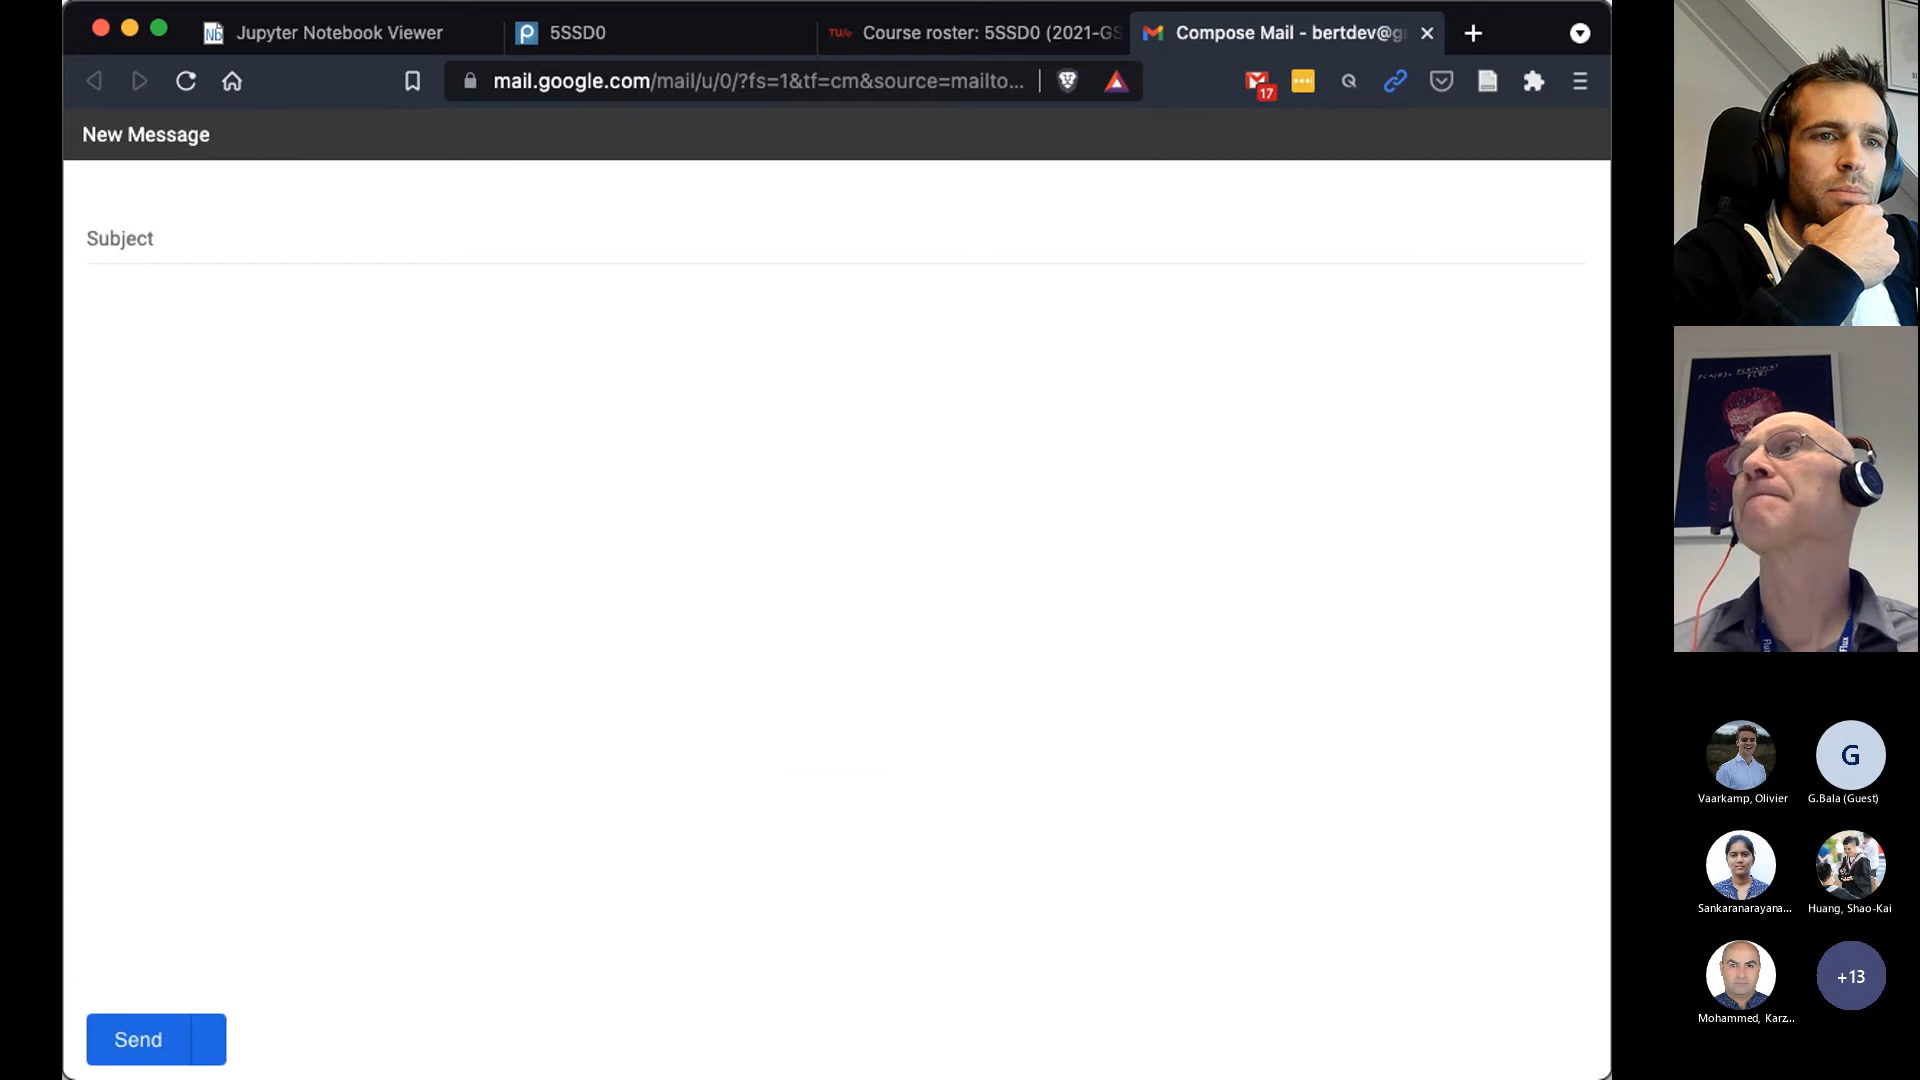 Jupyter Notebook Viewer
5SSD0
TU/e Course roster: 5SSD0 (2021-GS
Compose Mail - bertdev@g
mail.google.com/mail/u/0/?fs=1&tf=cm&source=mailto...
17
New Message
Subject
Send
G
Vaarkamp, Olivier
G.Bala (Guest)
Sankaranarayana...
Huang, Shao-Kai
+13
Mohammed, Karz...